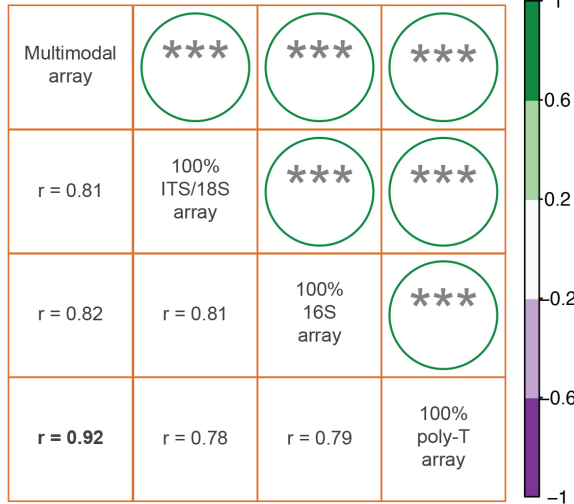 Multimodal
array
***
***
***
r = 0.81
100%
ITS/18S
array
***
***
r = 0.82
r = 0.81
100%
16S
array
***
r = 0.92
r = 0.78
r = 0.79
100%
poly-T
array
1
0.6
0.2
-0.2
-0.6
-1